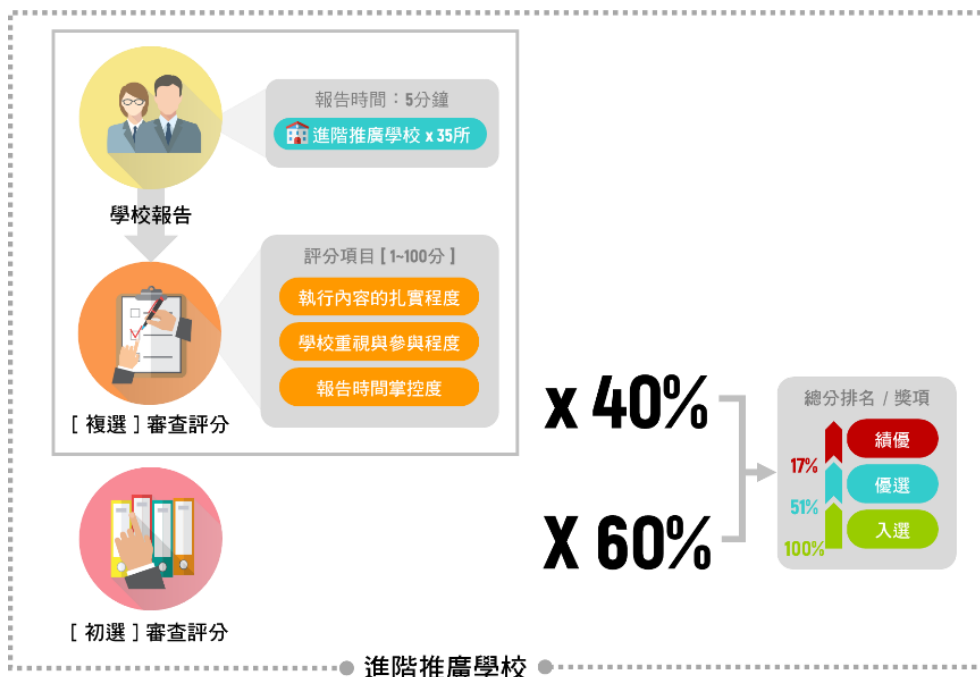 報告時間：5分鐘
進階推廣學校 x 35所
學校報告
評分項目 [ 1~100分 ]
執行內容的扎實程度
學校重視與參與程度
報告時間掌控度
[ 複選 ] 審查評分
x 40%
X 60%
總分排名 / 獎項
績優
17%
優選
51%
入選
100%
[ 初選 ] 審查評分
進階推廣學校